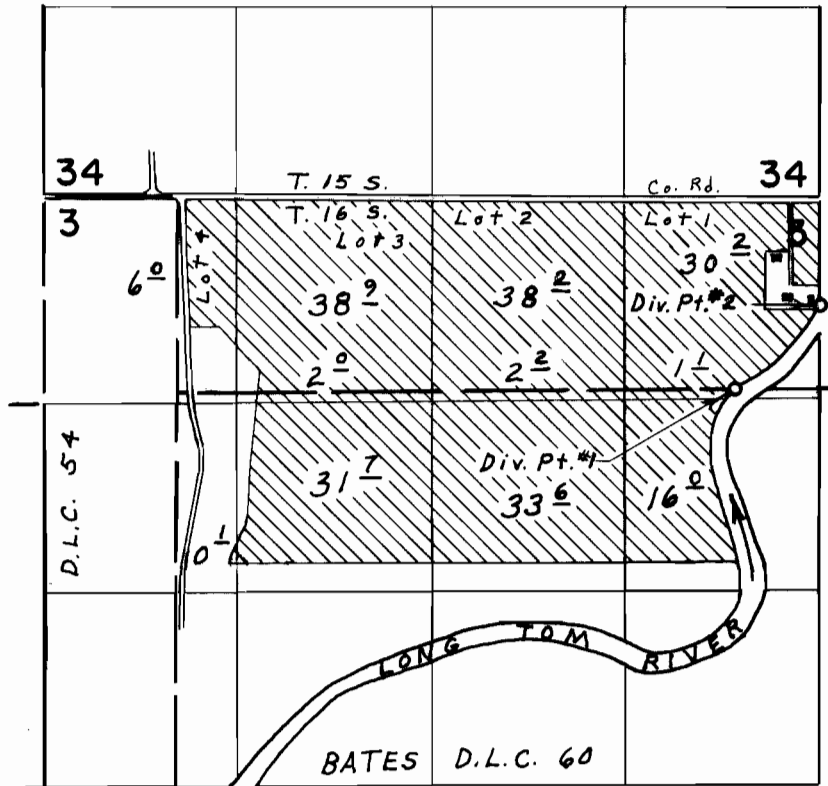 34 T. 15 S. Co. Rd. 34
3 T. 16 S. Lot 2 Lot 1
Lot 3
Lot 4
6 0 38 9 38 2 30 2
Div. Pt. #2
2 0 2 2 1 1
Div. Pt. #1
D.L.C. 54
31 7 33 6 16 0
0 1
LONG TOM RIVER
BATES D.L.C. 60